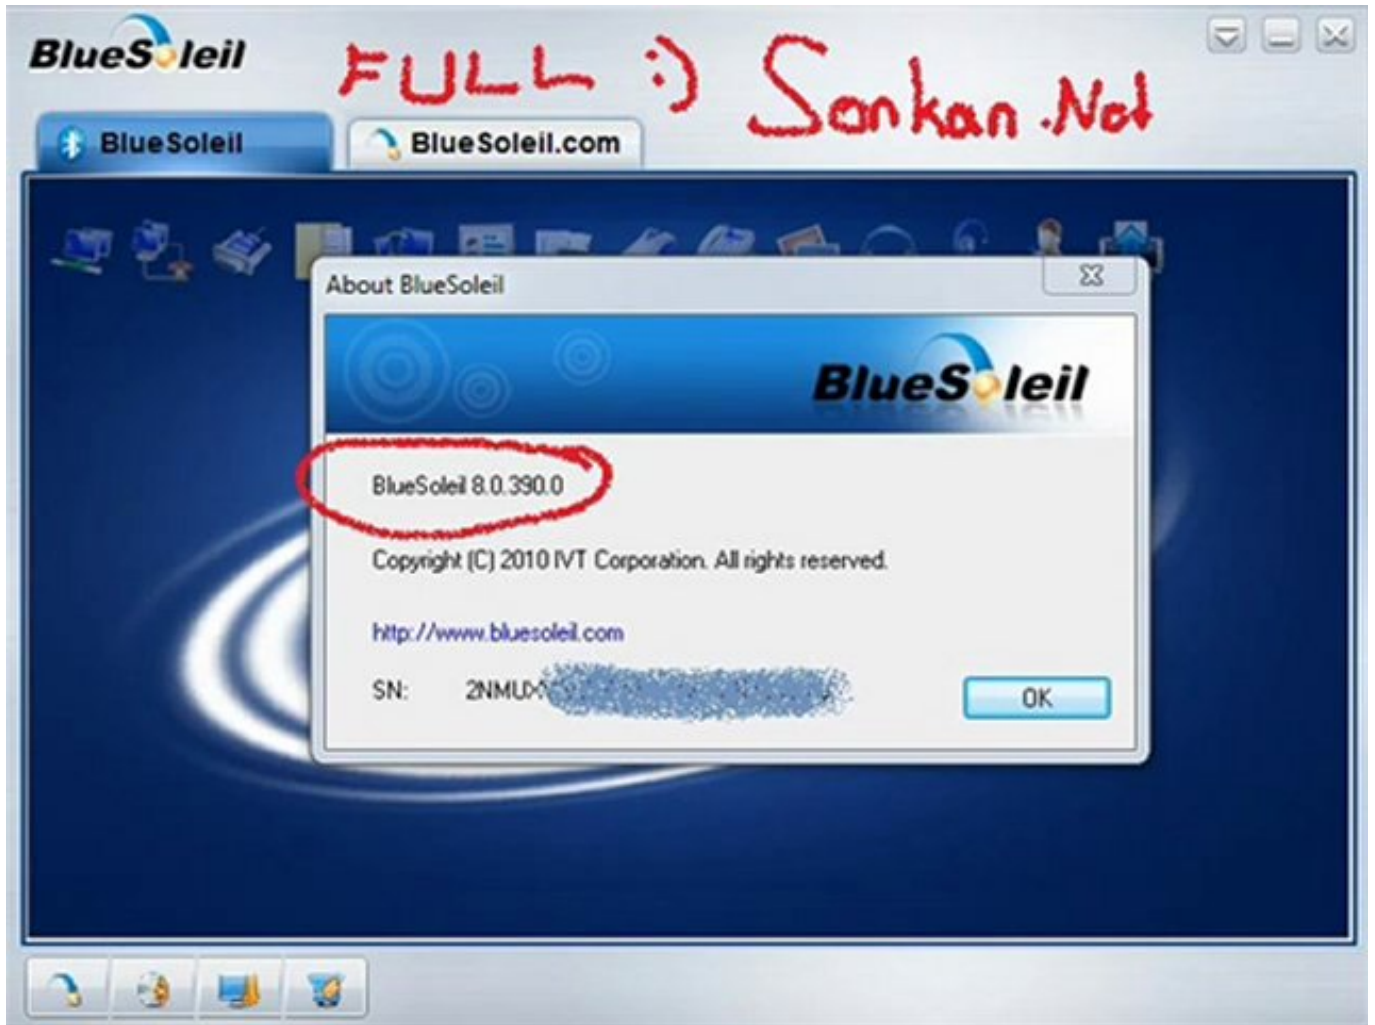 BlueSoleil
FULL :) Sonkan.Net
BlueSoleil
BlueSoleil.com
About BlueSoleil
BlueSoleil
BlueSoleil 8.0.390.0
Copyright (C) 2010 IVT Corporation. All rights reserved.
http://www.bluesoleil.com
SN: 2NMUX
OK